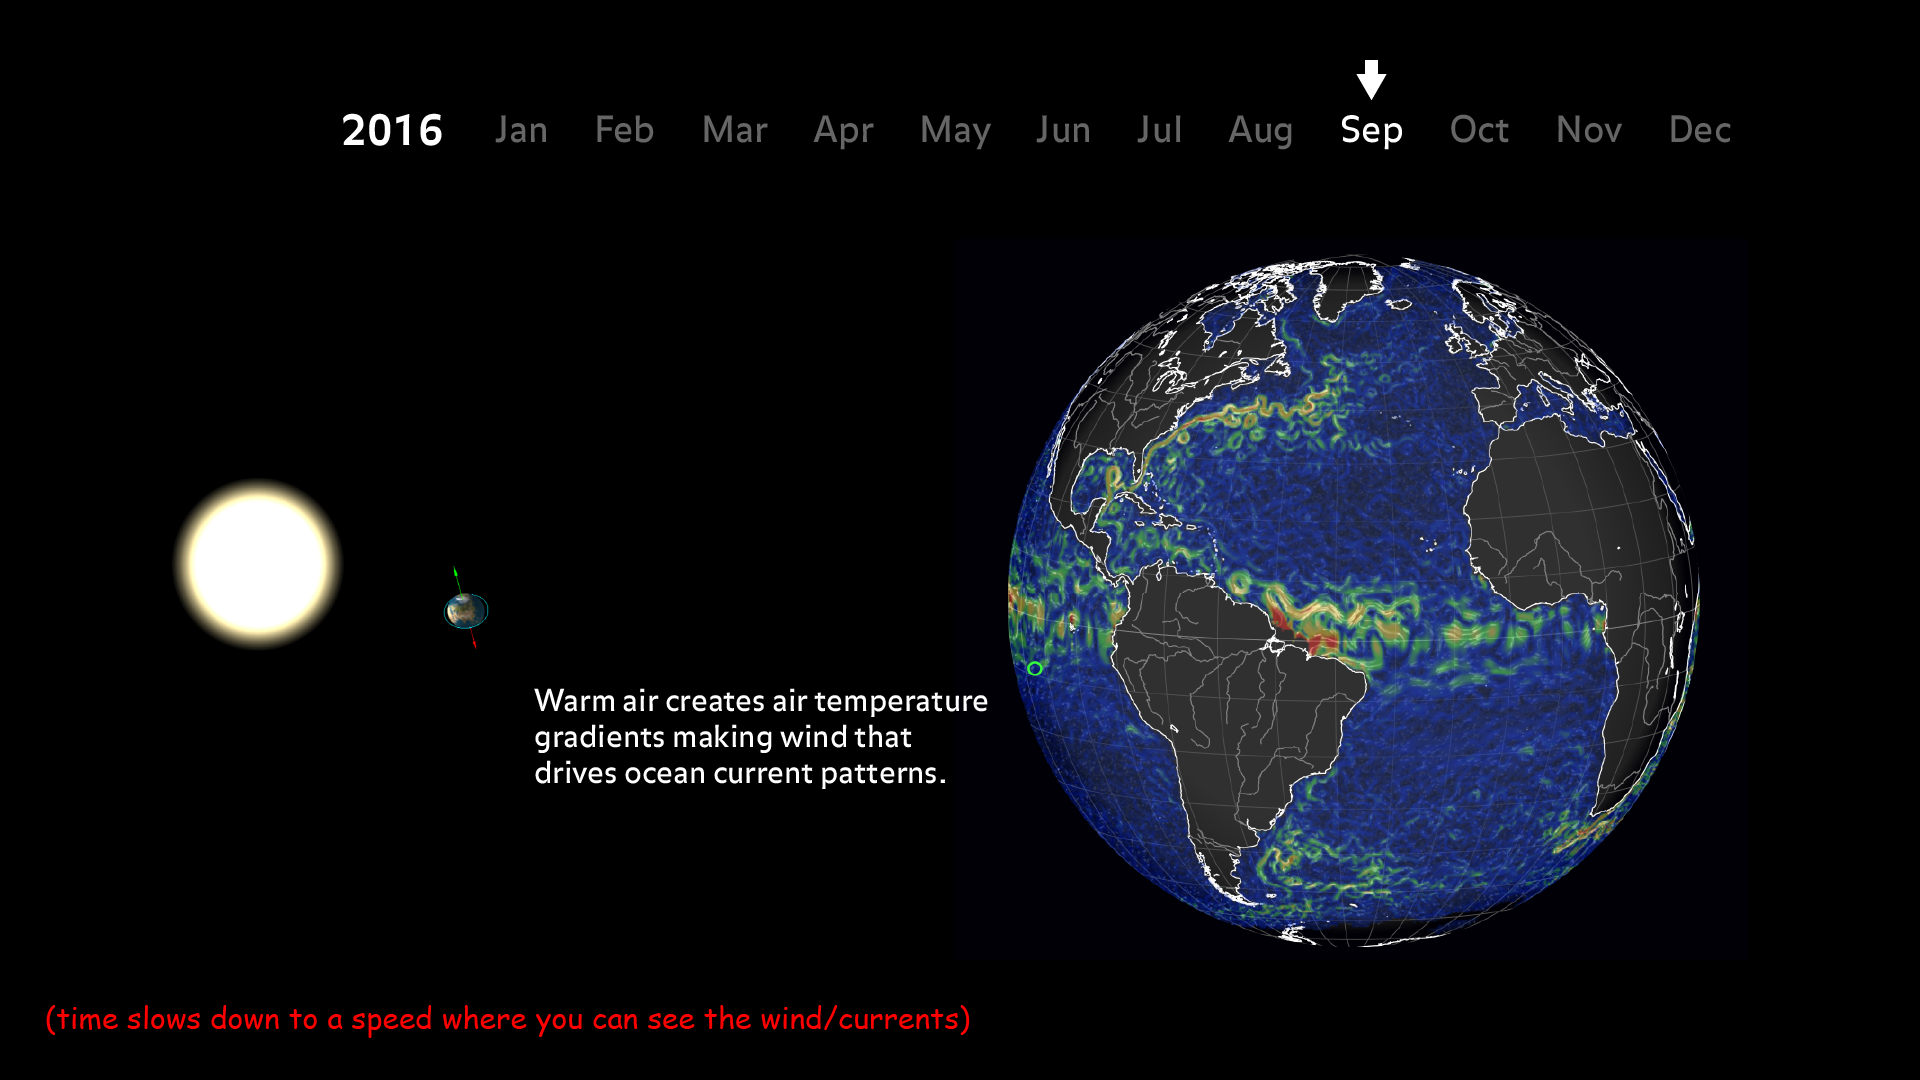 2016 Jan Feb Mar Apr May Jun Jul Aug Sep Oct Nov Dec
Warm air creates air temperature
gradients making wind that
drives ocean current patterns.
(time slows down to a speed where you can see the wind/currents)